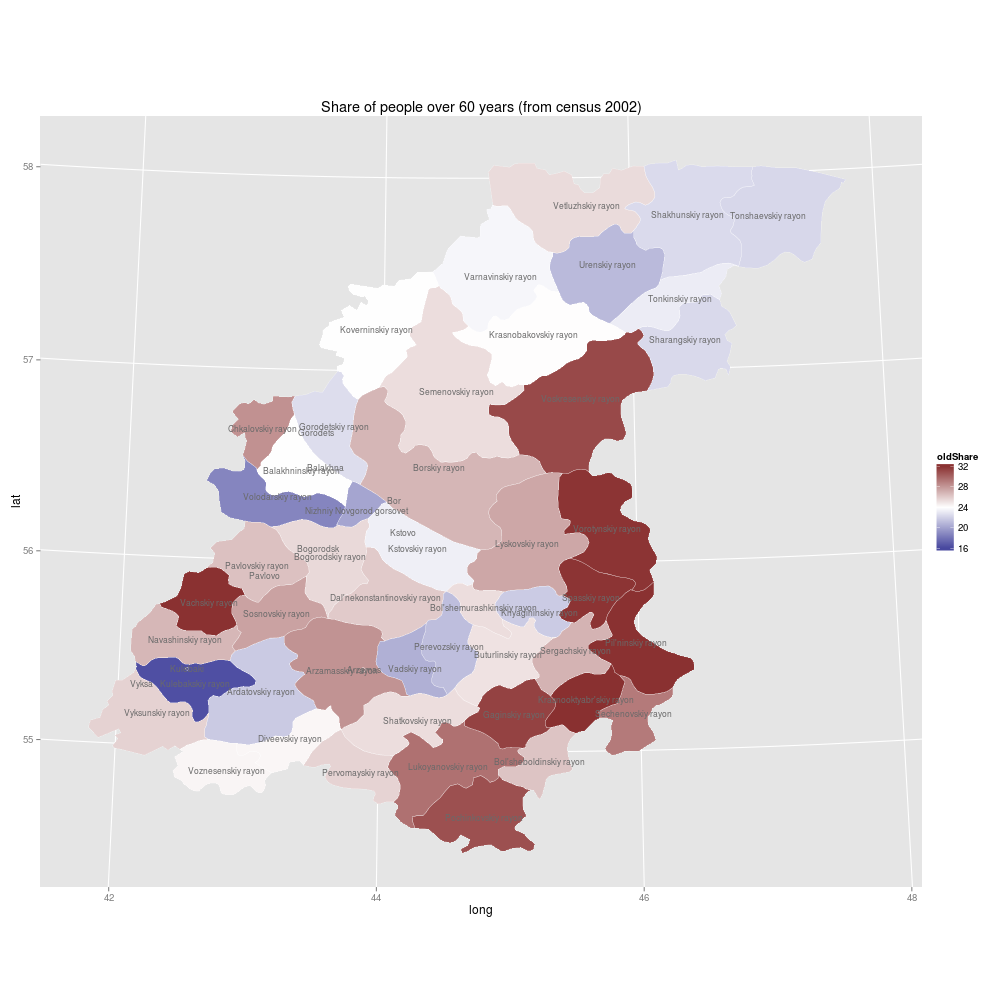 Share of people over 60 years (from census 2002)
58
57
56
55
lat
42
44
46
48
long
oldShare
32
28
24
20
16
Vetluzhskiy rayon
Shakhunskiy rayon
Tonshaevskiy rayon
Urenskiy rayon
Varnavinskiy rayon
Tonkinskiy rayon
Koverninskiy rayon
Krasnobakovskiy rayon
Sharangskiy rayon
Semenovskiy rayon
Chkalovskiy rayon
Gorodetskiy rayon
Gorodets
Balakhninskiy rayon
Balakhna
Borskiy rayon
Volodarskiy rayon
Bor
Nizhniy Novgorod gorsovet
Vorotynskiy rayon
Kstovo
Kstovskiy rayon
Lyskovskiy rayon
Bogorodsk
Bogorodskiy rayon
Pavlovskiy rayon
Pavlovo
Vachskiy rayon
Sosnovskiy rayon
Dal'nekonstantinovskiy rayon
Bol'shemurashkinskiy rayon
Knyagininskiy rayon
Spasskiy rayon
Navashinskiy rayon
Perevozskiy rayon
Buturlinskiy rayon
Sergachskiy rayon
Pil'ninskiy rayon
Arzamasskiy rayon
Arzamas
Vadskiy rayon
Vyksa
Kulebakskiy rayon
Ardatovskiy rayon
Krasnooktyabr'skiy rayon
Sechenovskiy rayon
Vyksunskiy rayon
Shatkovskiy rayon
Gaginskiy rayon
Diveevskiy rayon
Voznesenskiy rayon
Pervomayskiy rayon
Lukoyanovskiy rayon
Bol'sheboldinskiy rayon